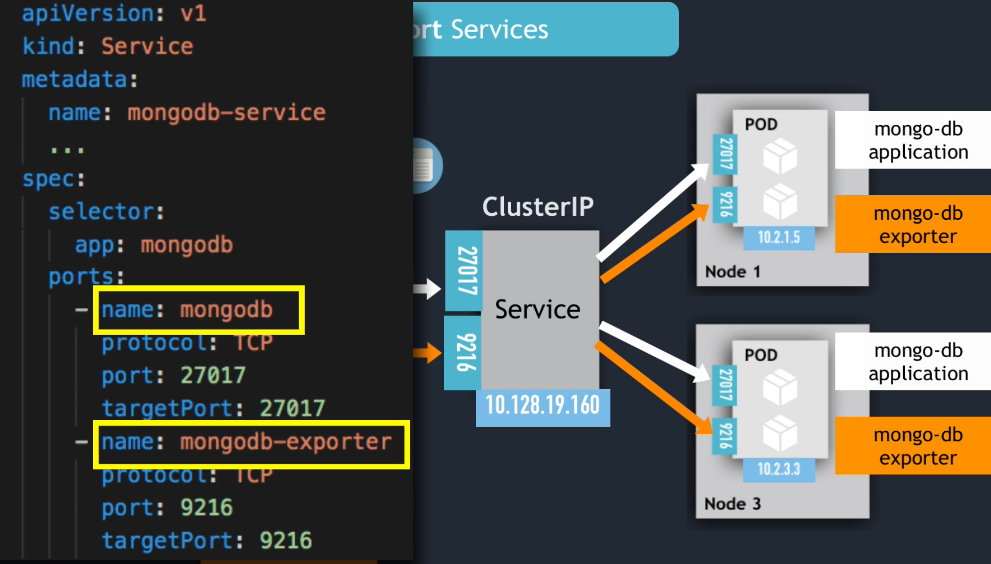 apiVersion: v1
kind: Service
metadata:
name: mongodb-service
...
spec:
selector:
app: mongodb
ports:
- name: mongodb
protocol: TCP
port: 27017
targetPort: 27017
- name: mongodb-exporter
protocol: TCP
port: 9216
targetPort: 9216
ort Services
ClusterIP
27017
9216
Service
10.128.19.160
POD
27017
9216
10.2.1.5
Node 1
mongo-db
application
mongo-db
exporter
POD
27017
9216
10.2.3.3
Node 3
mongo-db
application
mongo-db
exporter